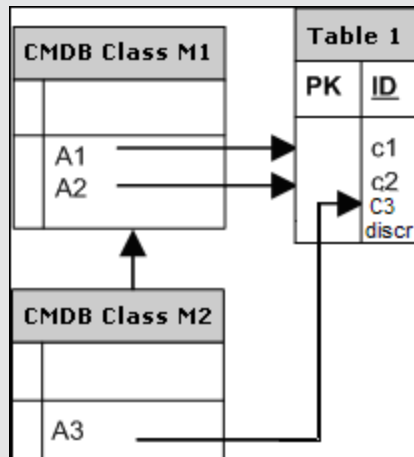 CMDB Class M1
A1
A2
Table 1
PK ID
c1
c2
C3
discr
CMDB Class M2
A3